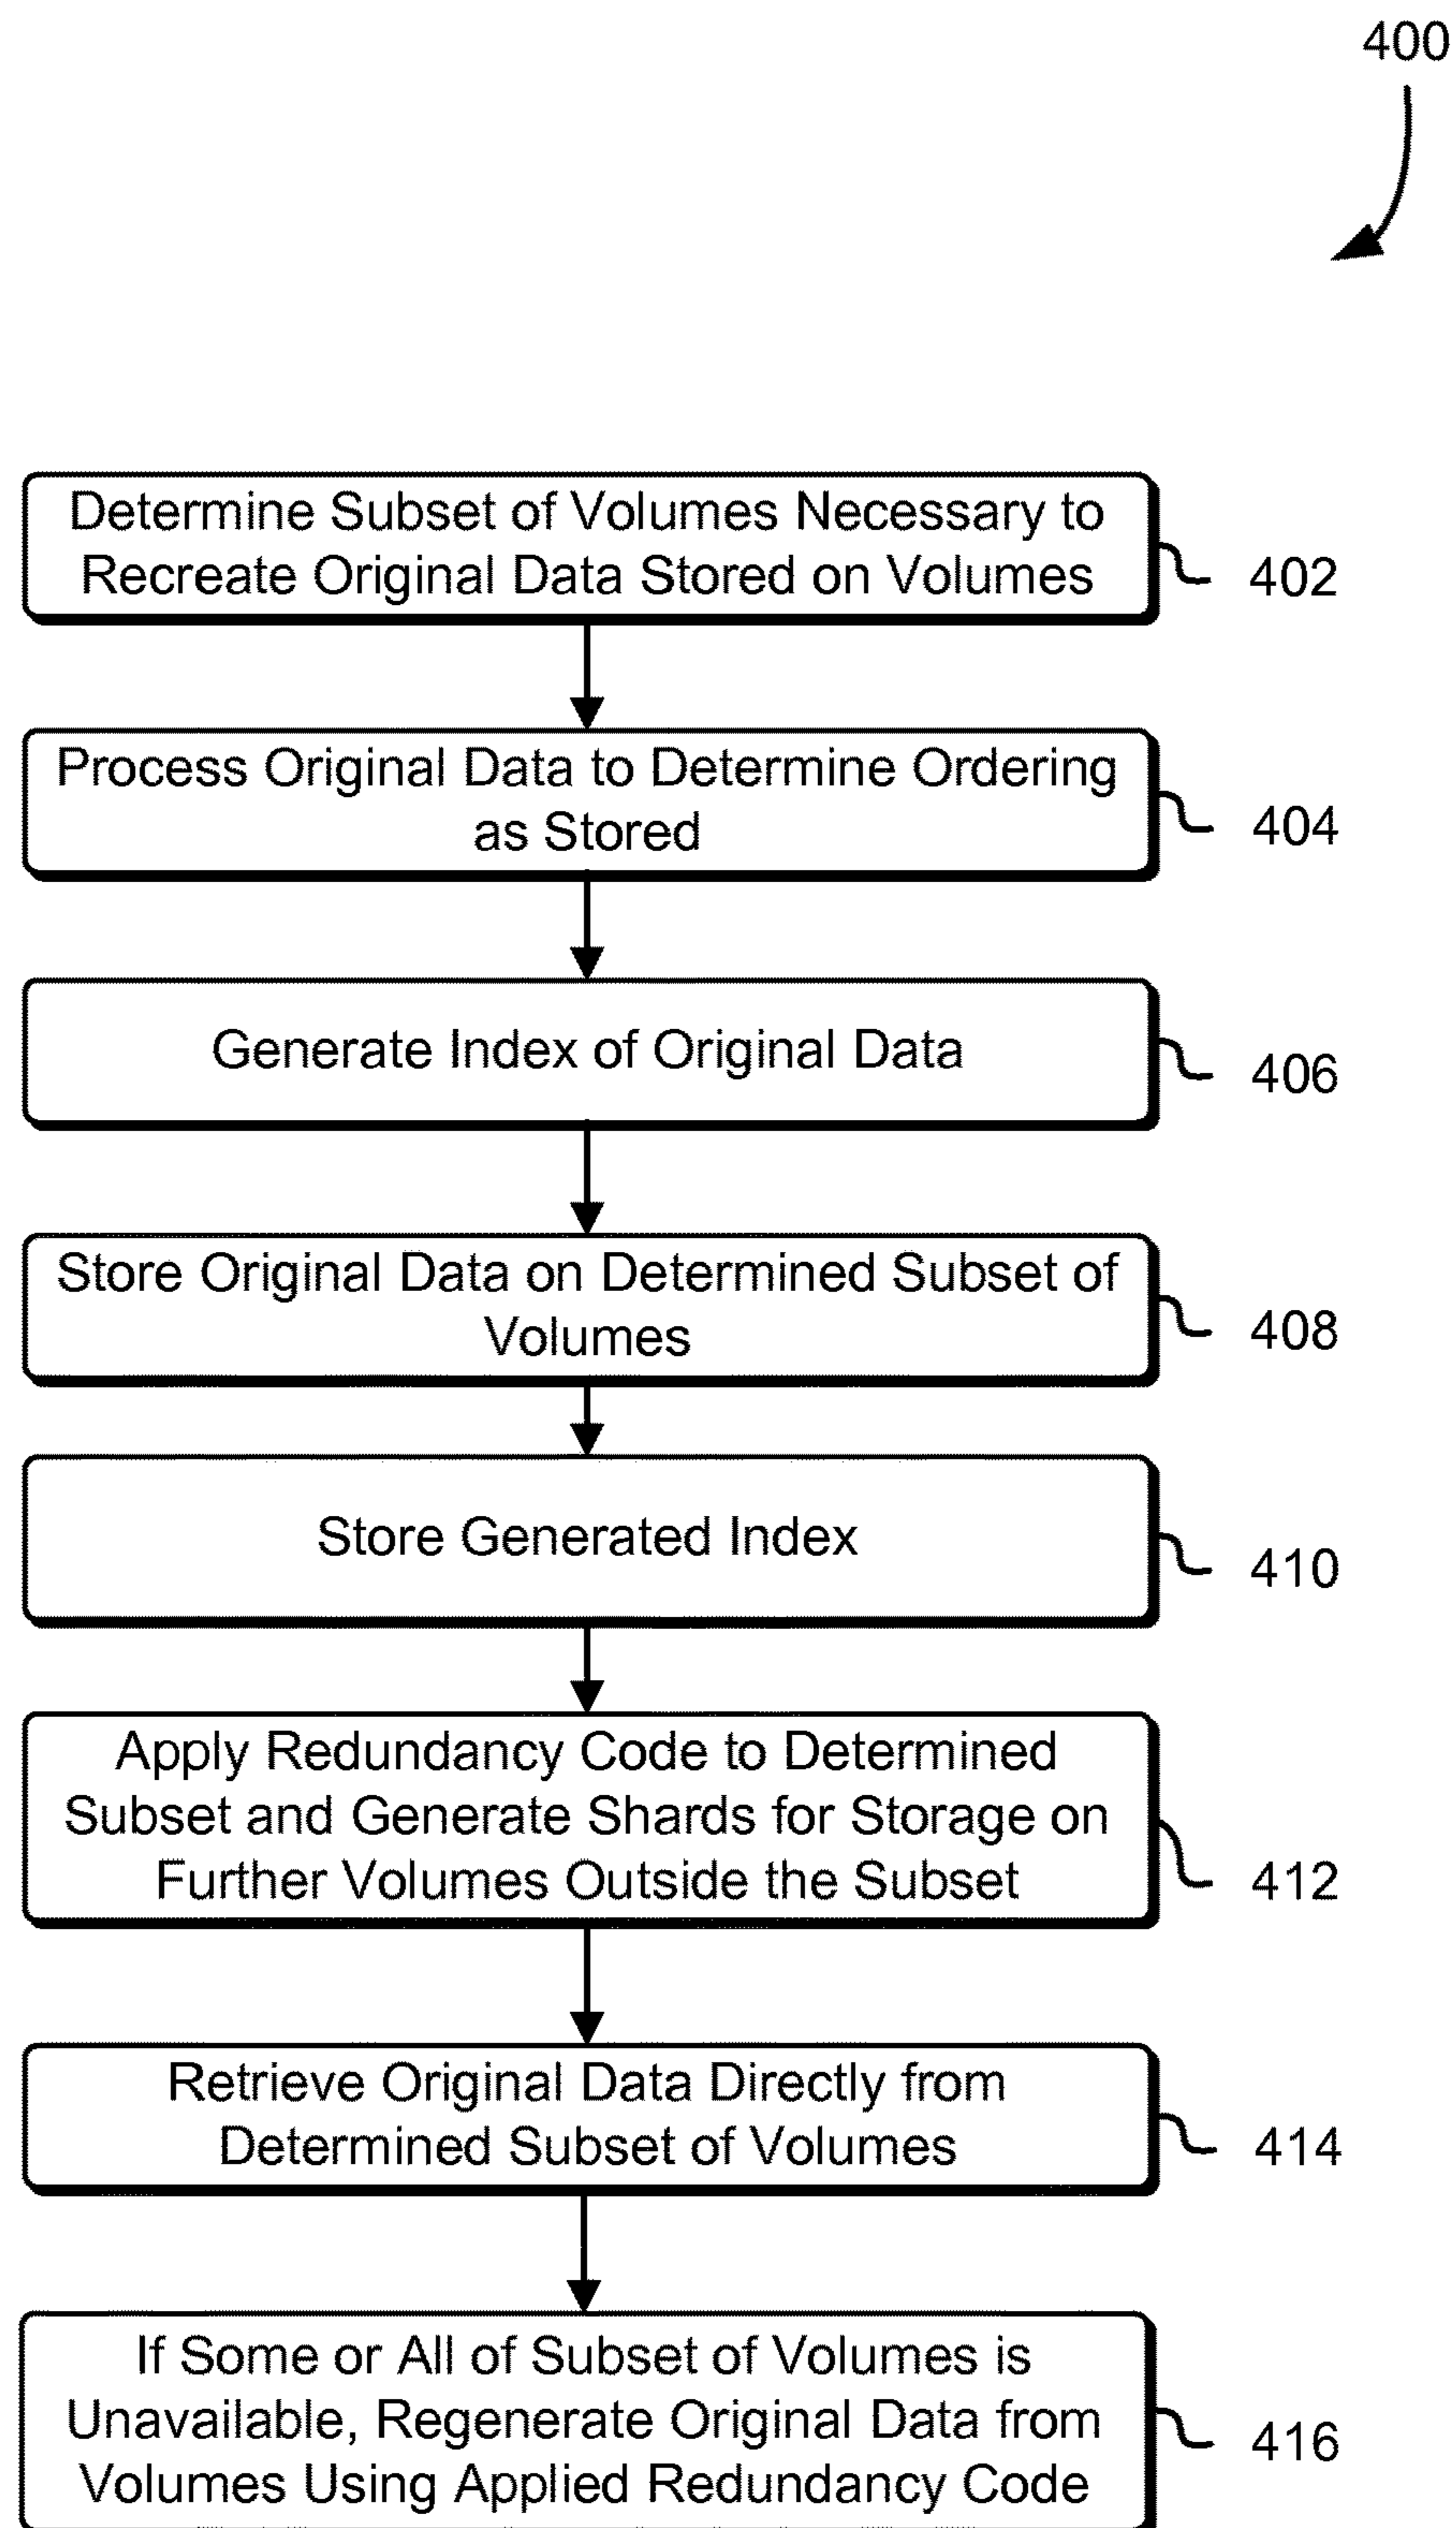 400
Determine Subset of Volumes Necessary to
Recreate Original Data Stored on Volumes
402
Process Original Data to Determine Ordering
as Stored
404
Generate Index of Original Data
406
Store Original Data on Determined Subset of
Volumes
408
Store Generated Index
410
Apply Redundancy Code to Determined
Subset and Generate Shards for Storage on
Further Volumes Outside the Subset
412
Retrieve Original Data Directly from
Determined Subset of Volumes
414
If Some or All of Subset of Volumes is
Unavailable, Regenerate Original Data from
Volumes Using Applied Redundancy Code
416